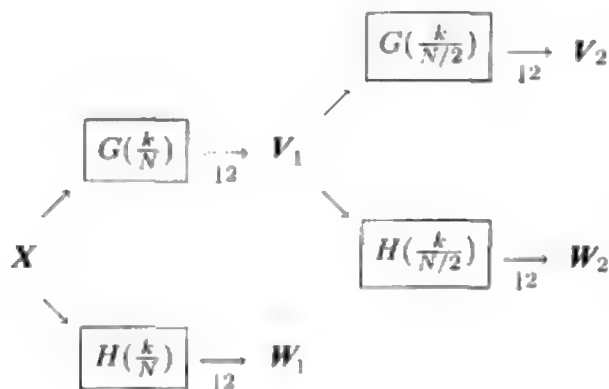 G(k/(N/2)) ↓2 V₂
G(k/N) ↓2 V₁
X
H(k/(N/2)) ↓2 W₂
H(k/N) ↓2 W₁